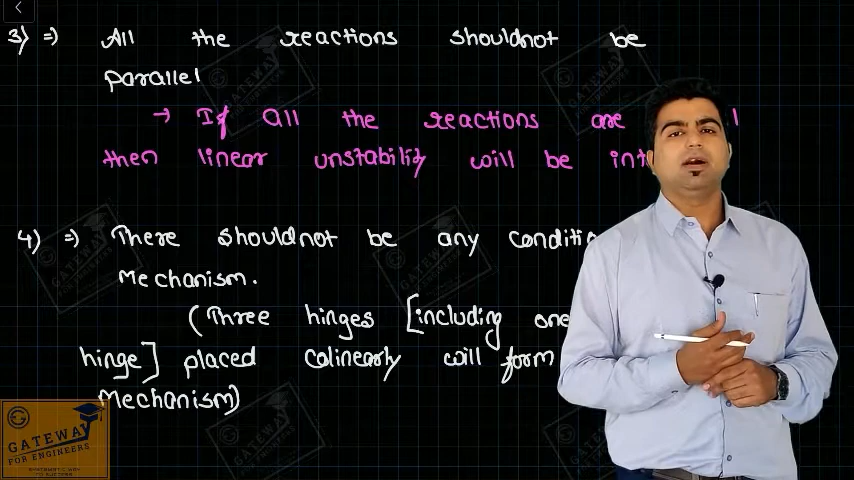 3) => All the reactions shouldnot be
parallel
→ If all the reactions are
then linear unstability will be
4) => There shouldnot be any
Mechanism.
(Three hinges [including one
hinge] placed colinearly will form
Mechanism)
GATEWAY
FOR ENGINEERS